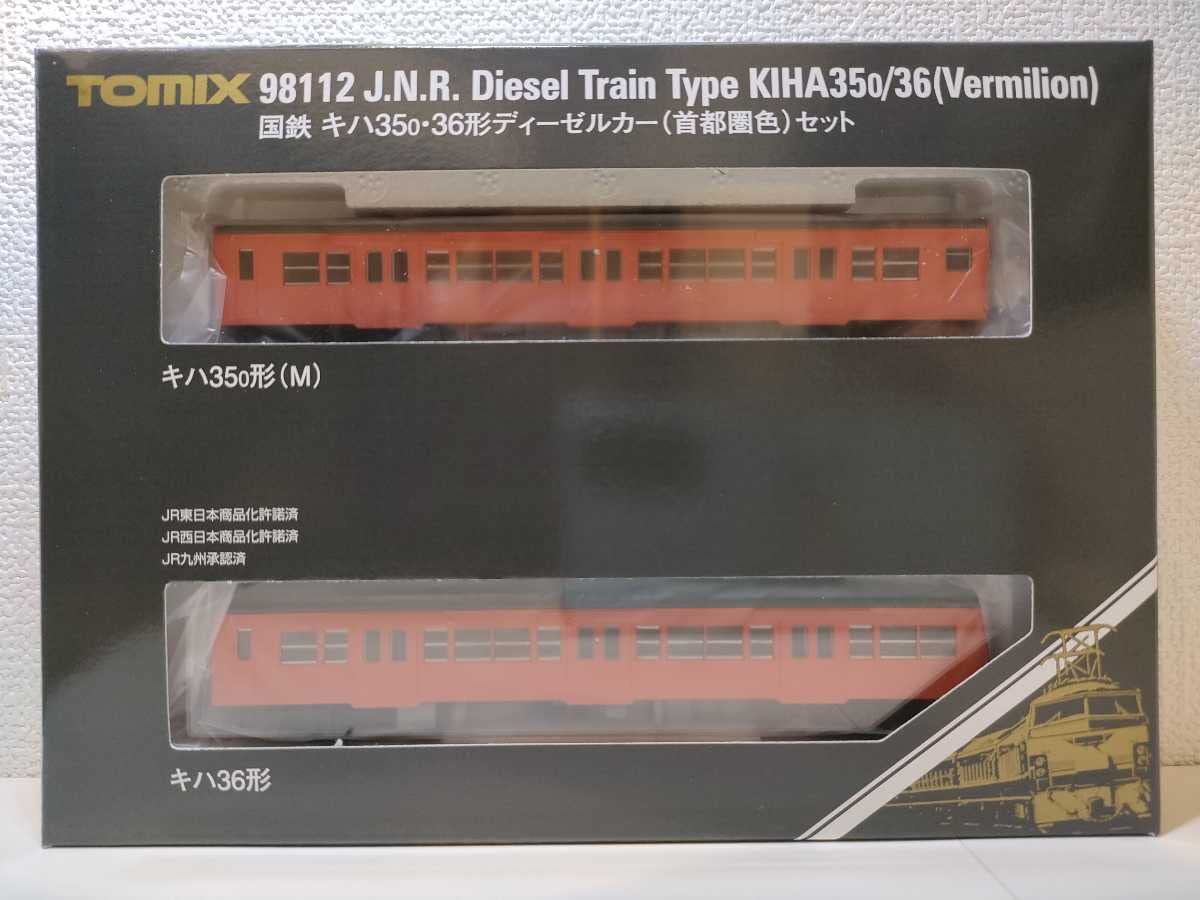 TOMIX 98112 J.N.R. Diesel Train Type KIHA350/36(Vermilion)
国鉄 キハ350・36形ディーゼルカー(首都圏色)セット
キハ350形(M)
JR東日本商品化許諾済
JR西日本商品化許諾済
JR九州承認済
キハ36形